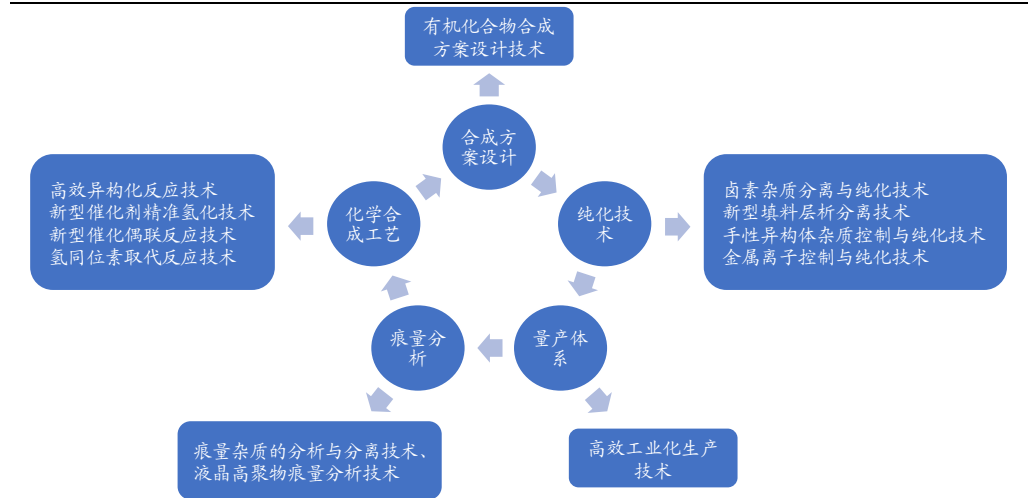 有机化合物合成
方案设计技术
合成方
案设计
高效异构化反应技术
新型催化剂精准氢化技术
新型催化偶联反应技术
氢同位素取代反应技术
化学合
成工艺
纯化技
术
卤素杂质分离与纯化技术
新型填料层析分离技术
手性异构体杂质控制与纯化技术
金属离子控制与纯化技术
痕量分
析
量产体
系
痕量杂质的分析与分离技术、
液晶高聚物痕量分析技术
高效工业化生产
技术